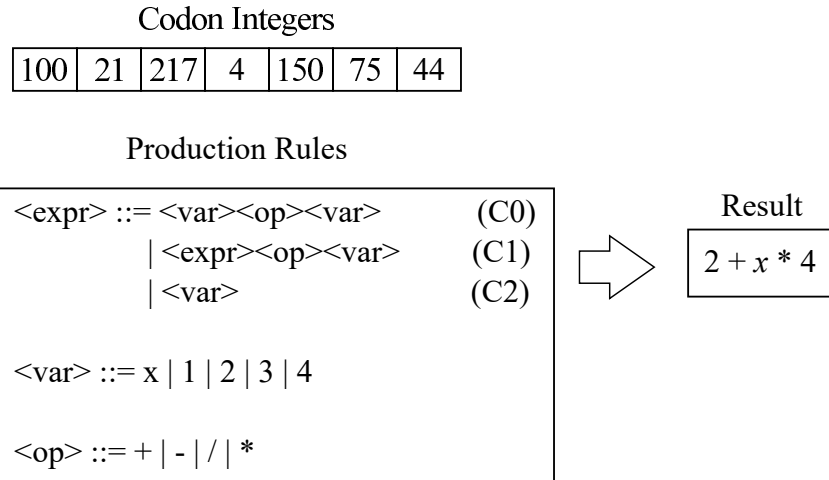 Codon Integers
100 21 217 4 150 75 44
Production Rules
<expr> ::= <var><op><var> (C0)
| <expr><op><var> (C1)
| <var> (C2)
<var> ::= x | 1 | 2 | 3 | 4
<op> ::= + | - | / | *
Result
2 + x * 4